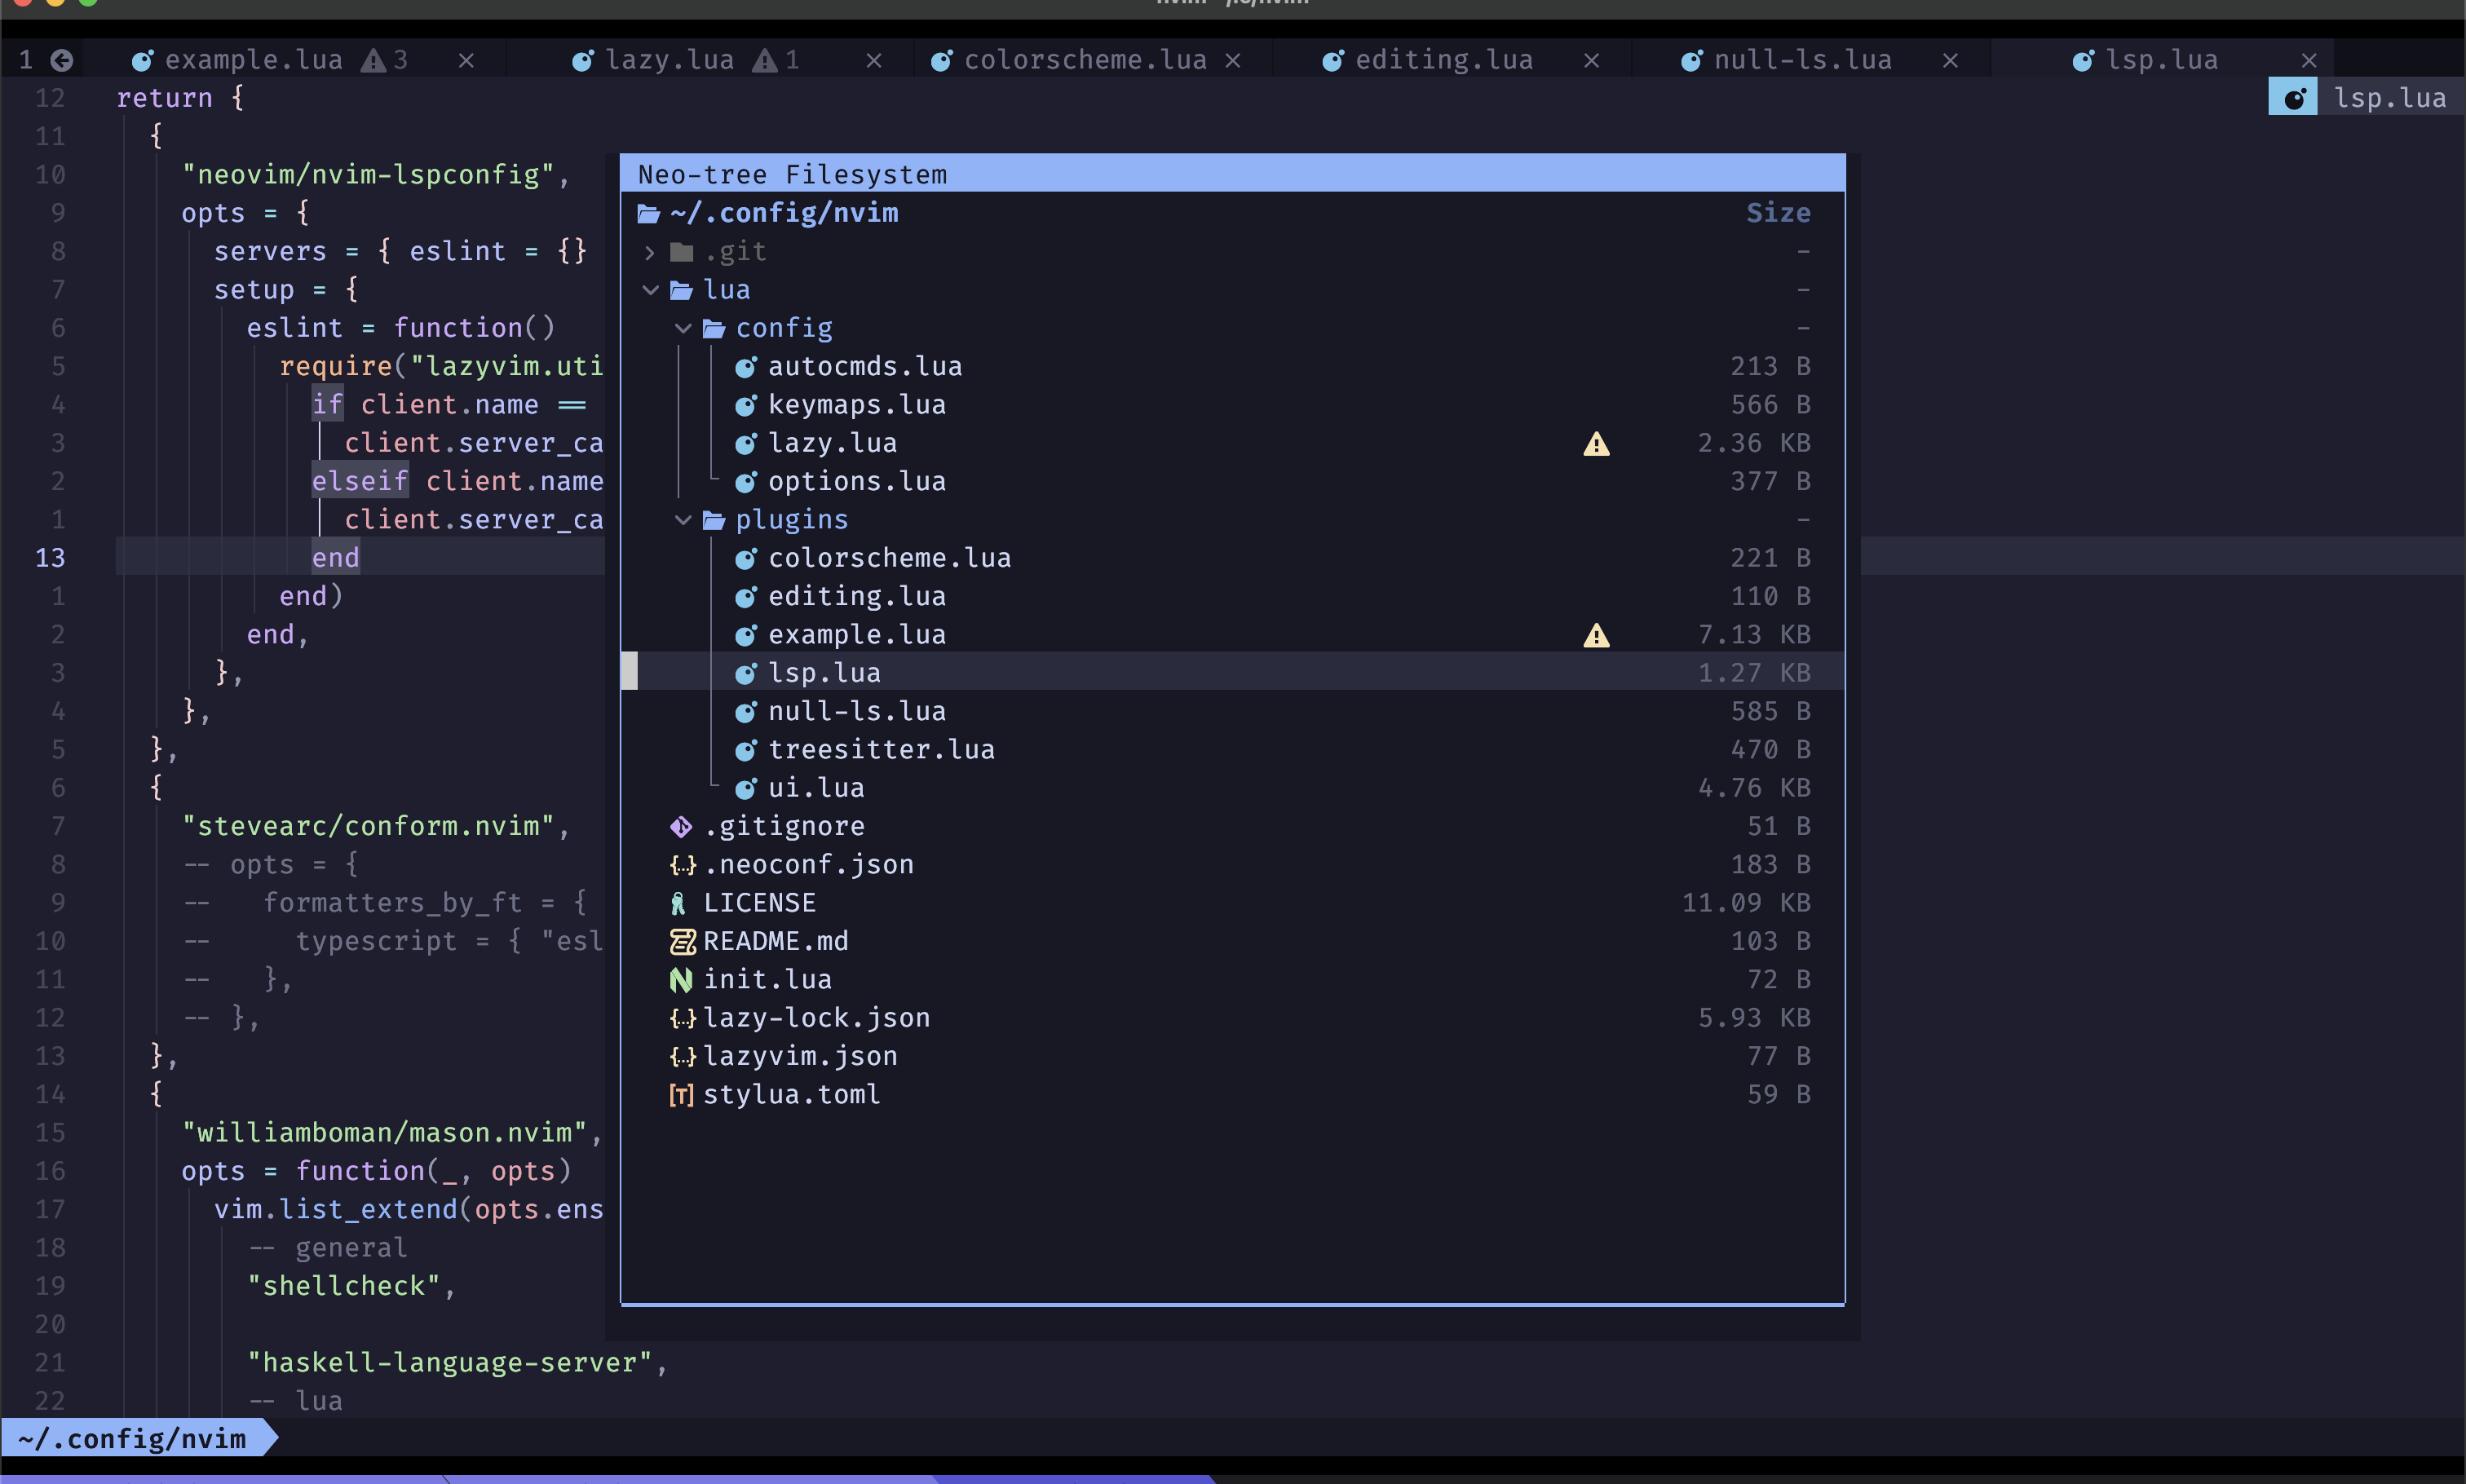 1 example.lua 3 × lazy.lua 1 × colorscheme.lua × editing.lua × null-ls.lua × lsp.lua ×
lsp.lua
12 return {
11 {
10 "neovim/nvim-lspconfig",
9 opts = {
8 servers = { eslint = {}
7 setup = {
6 eslint = function()
5 require("lazyvim.uti
4 if client.name ==
3 client.server_ca
2 elseif client.name
1 client.server_ca
13 end
1 end)
2 end,
3 },
4 },
5 },
6 {
7 "stevearc/conform.nvim",
8 -- opts = {
9 -- formatters_by_ft = {
10 -- typescript = { "esl
11 -- },
12 -- },
13 },
14 {
15 "williamboman/mason.nvim",
16 opts = function(_, opts)
17 vim.list_extend(opts.ens
18 -- general
19 "shellcheck",
20
21 "haskell-language-server",
22 -- lua
Neo-tree Filesystem
~/.config/nvim Size
.git -
lua -
config -
autocmds.lua 213 B
keymaps.lua 566 B
lazy.lua 2.36 KB
options.lua 377 B
plugins -
colorscheme.lua 221 B
editing.lua 110 B
example.lua 7.13 KB
lsp.lua 1.27 KB
null-ls.lua 585 B
treesitter.lua 470 B
ui.lua 4.76 KB
.gitignore 51 B
.neoconf.json 183 B
LICENSE 11.09 KB
README.md 103 B
init.lua 72 B
lazy-lock.json 5.93 KB
lazyvim.json 77 B
stylua.toml 59 B
~/.config/nvim